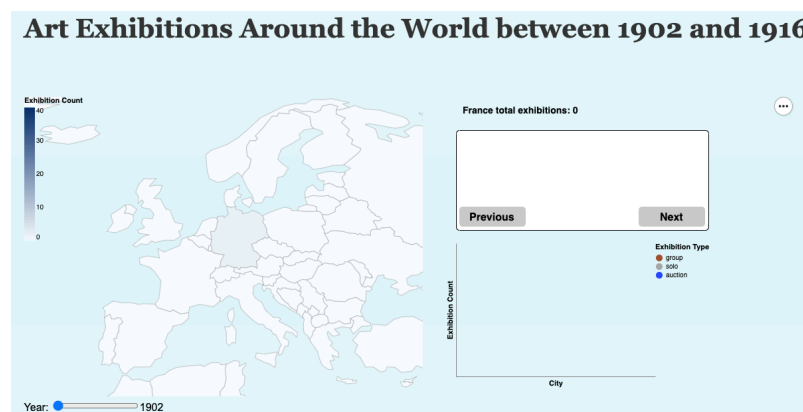 Art Exhibitions Around the World between 1902 and 1916
Exhibition Count
40
30
20
10
0
Year:
1902
France total exhibitions: 0
Previous
Next
Exhibition Type
group
solo
auction
Exhibition Count
City